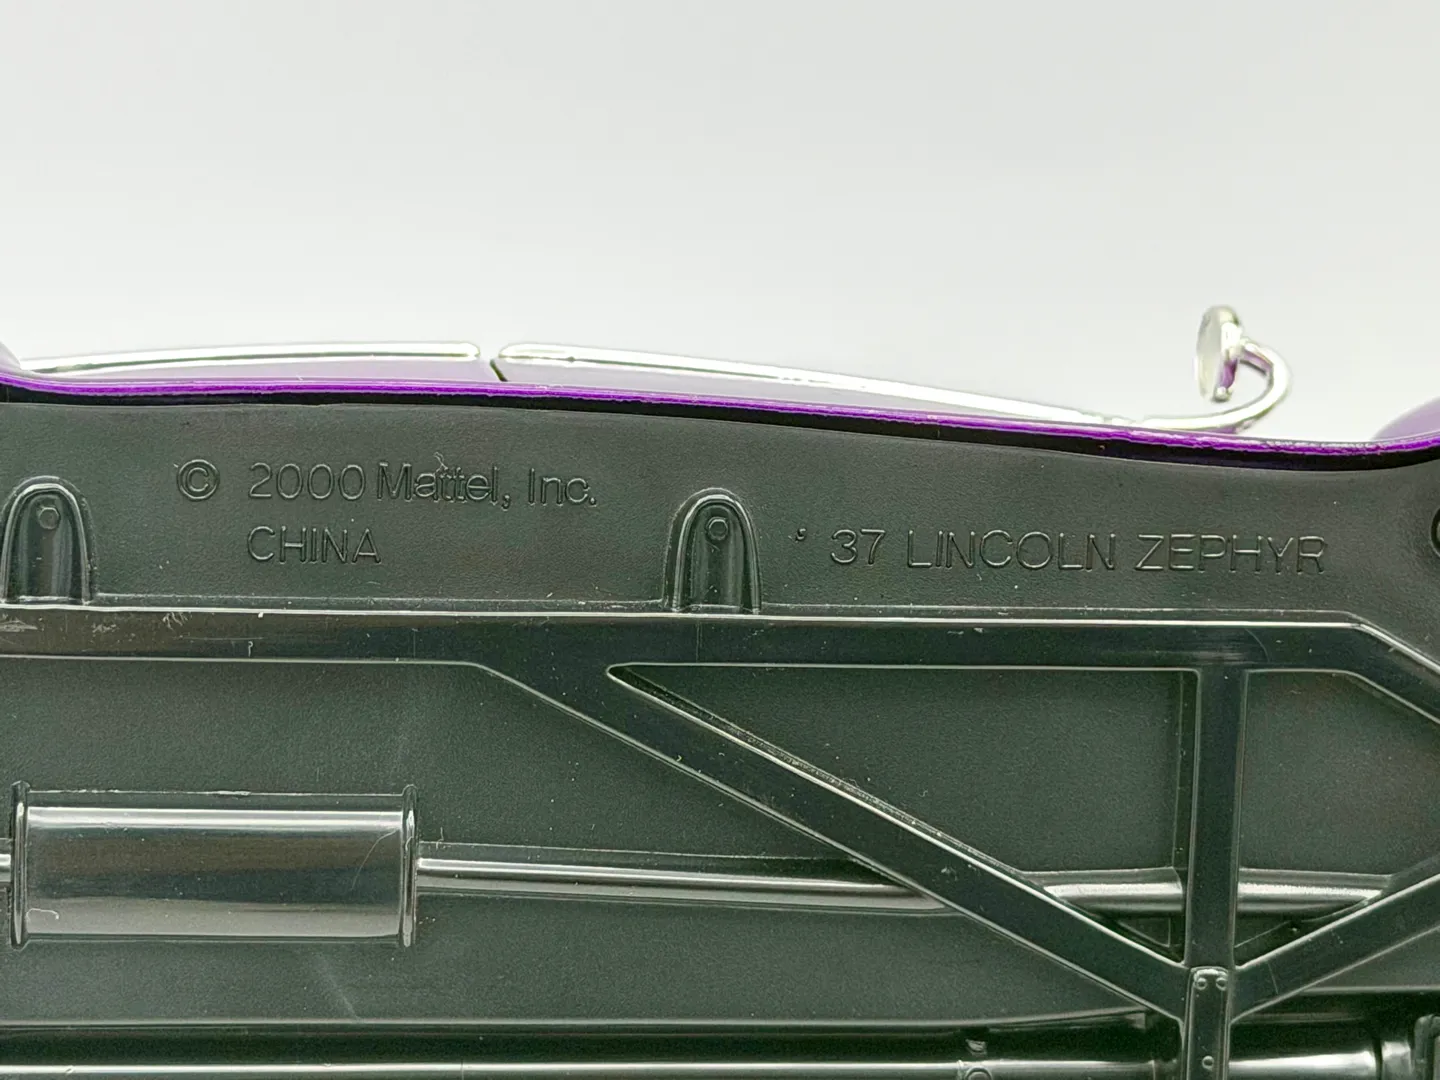 © 2000 Mattel, Inc.
CHINA
' 37 LINCOLN ZEPHYR